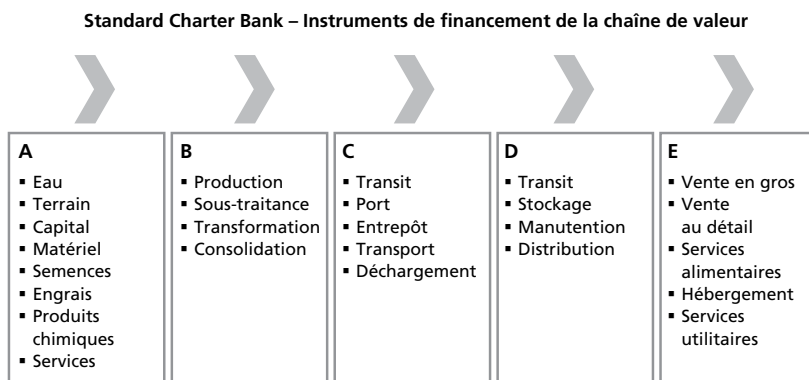 Standard Charter Bank – Instruments de financement de la chaîne de valeur
A
▪ Eau
▪ Terrain
▪ Capital
▪ Matériel
▪ Semences
▪ Engrais
▪ Produits
chimiques
▪ Services
B
▪ Production
▪ Sous-traitance
▪ Transformation
▪ Consolidation
C
▪ Transit
▪ Port
▪ Entrepôt
▪ Transport
▪ Déchargement
D
▪ Transit
▪ Stockage
▪ Manutention
▪ Distribution
E
▪ Vente en gros
▪ Vente
au détail
▪ Services
alimentaires
▪ Hébergement
▪ Services
utilitaires